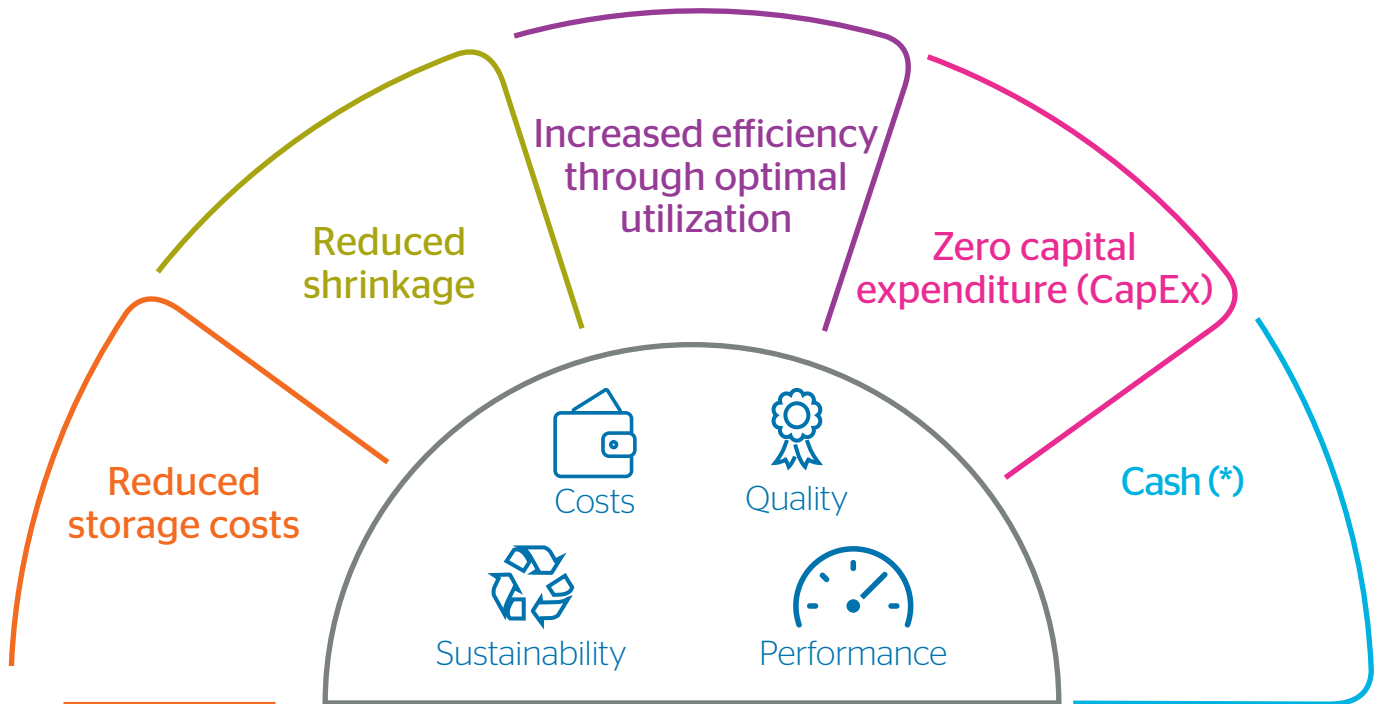 Increased efficiency
through optimal
utilization
Reduced
shrinkage
Zero capital
expenditure (CapEx)
Reduced
storage costs
Cash (*)
Costs
Quality
Sustainability
Performance